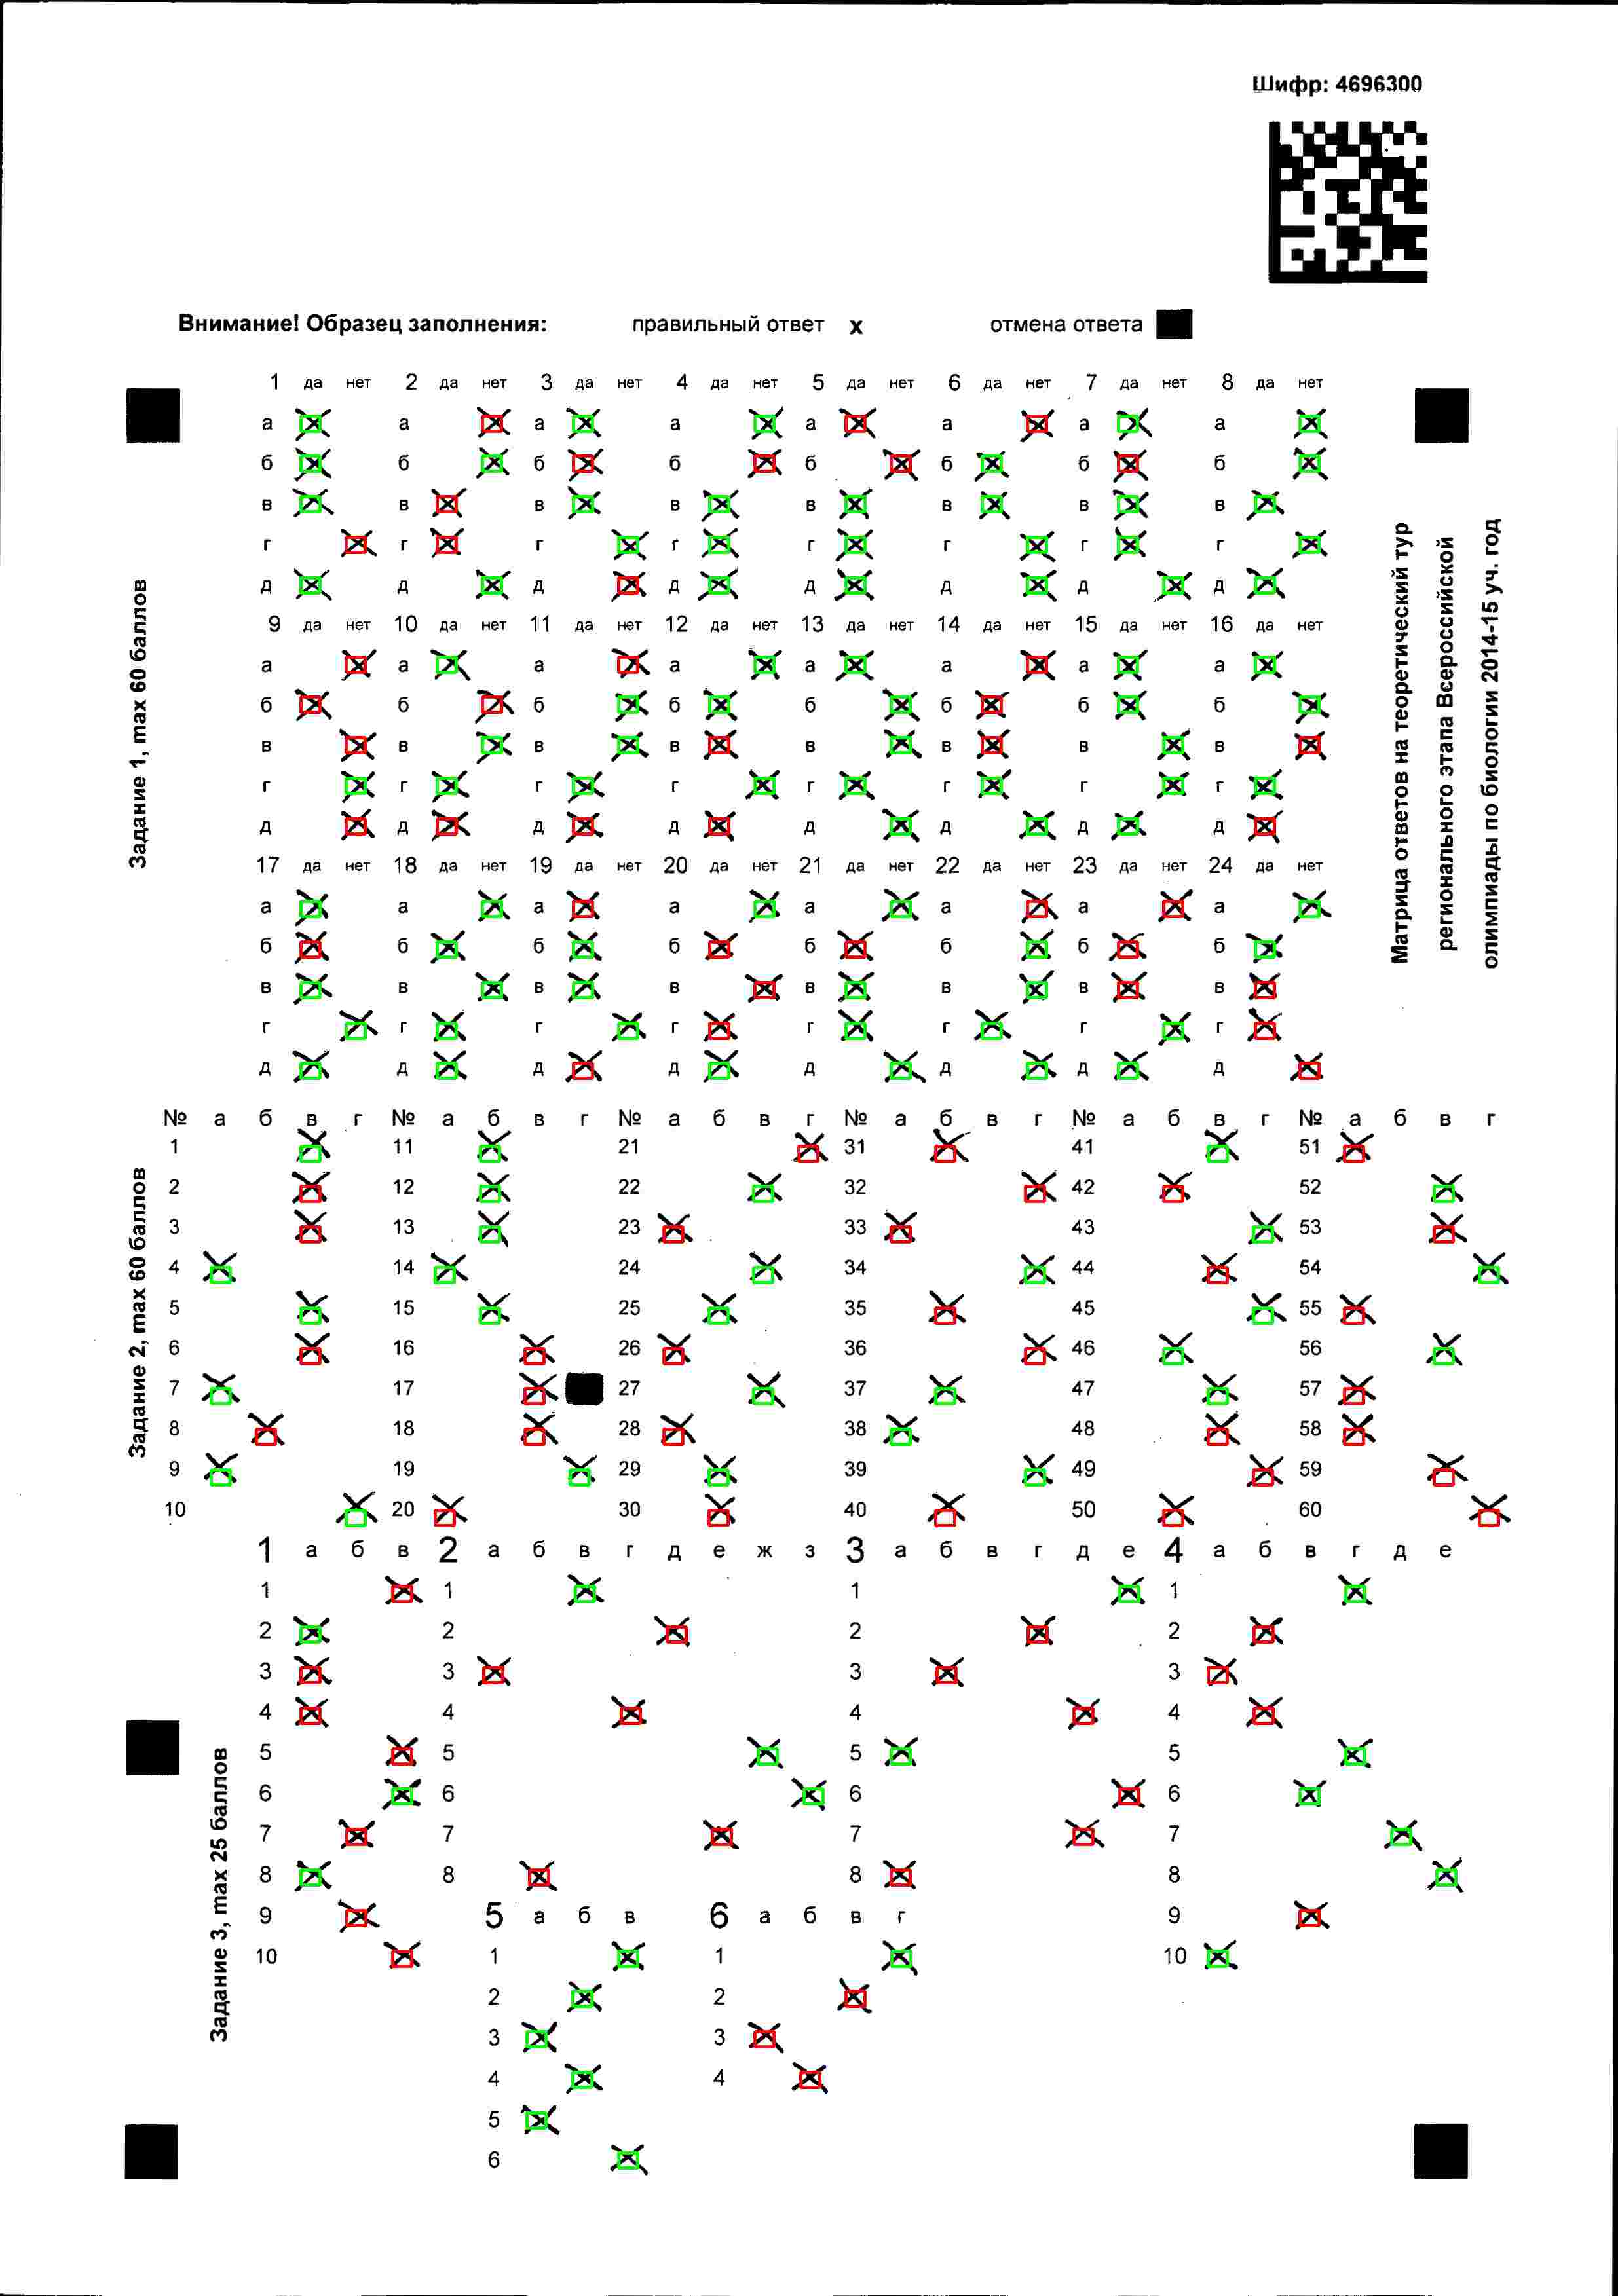 Шифр: 4696300
Внимание! Образец заполнения: правильный ответ x отмена ответа
1 да нет 2 да нет 3 да нет 4 да нет 5 да нет 6 да нет 7 да нет 8 да нет
а а а а а а а а
б б б б б б б б
в в в в в в в в
г г г г г г г г
д д д д д д д д
9 да нет 10 да нет 11 да нет 12 да нет 13 да нет 14 да нет 15 да нет 16 да нет
а а а а а а а а
б б б б б б б б
в в в в в в в в
г г г г г г г г
д д д д д д д д
17 да нет 18 да нет 19 да нет 20 да нет 21 да нет 22 да нет 23 да нет 24 да нет
а а а а а а а а
б б б б б б б б
в в в в в в в в
г г г г г г г г
д д д д д д д д
Задание 1, max 60 баллов
Матрица ответов на теоретический тур
регионального этапа Всероссийской
олимпиады по биологии 2014-15 уч. год
№ а б в г № а б в г № а б в г № а б в г № а б в г № а б в г
1 11 21 31 41 51
2 12 22 32 42 52
3 13 23 33 43 53
4 14 24 34 44 54
5 15 25 35 45 55
6 16 26 36 46 56
7 17 27 37 47 57
8 18 28 38 48 58
9 19 29 39 49 59
10 20 30 40 50 60
Задание 2, max 60 баллов
1 а б в 2 а б в г д е ж з 3 а б в г д е 4 а б в г д е
1 1 1 1
2 2 2 2
3 3 3 3
4 4 4 4
5 5 5 5
6 6 6 6
7 7 7 7
8 8 8 8
9 5 а б в 6 а б в г 9
10 1 1 10
2 2
3 3
4 4
5
6
Задание 3, max 25 баллов